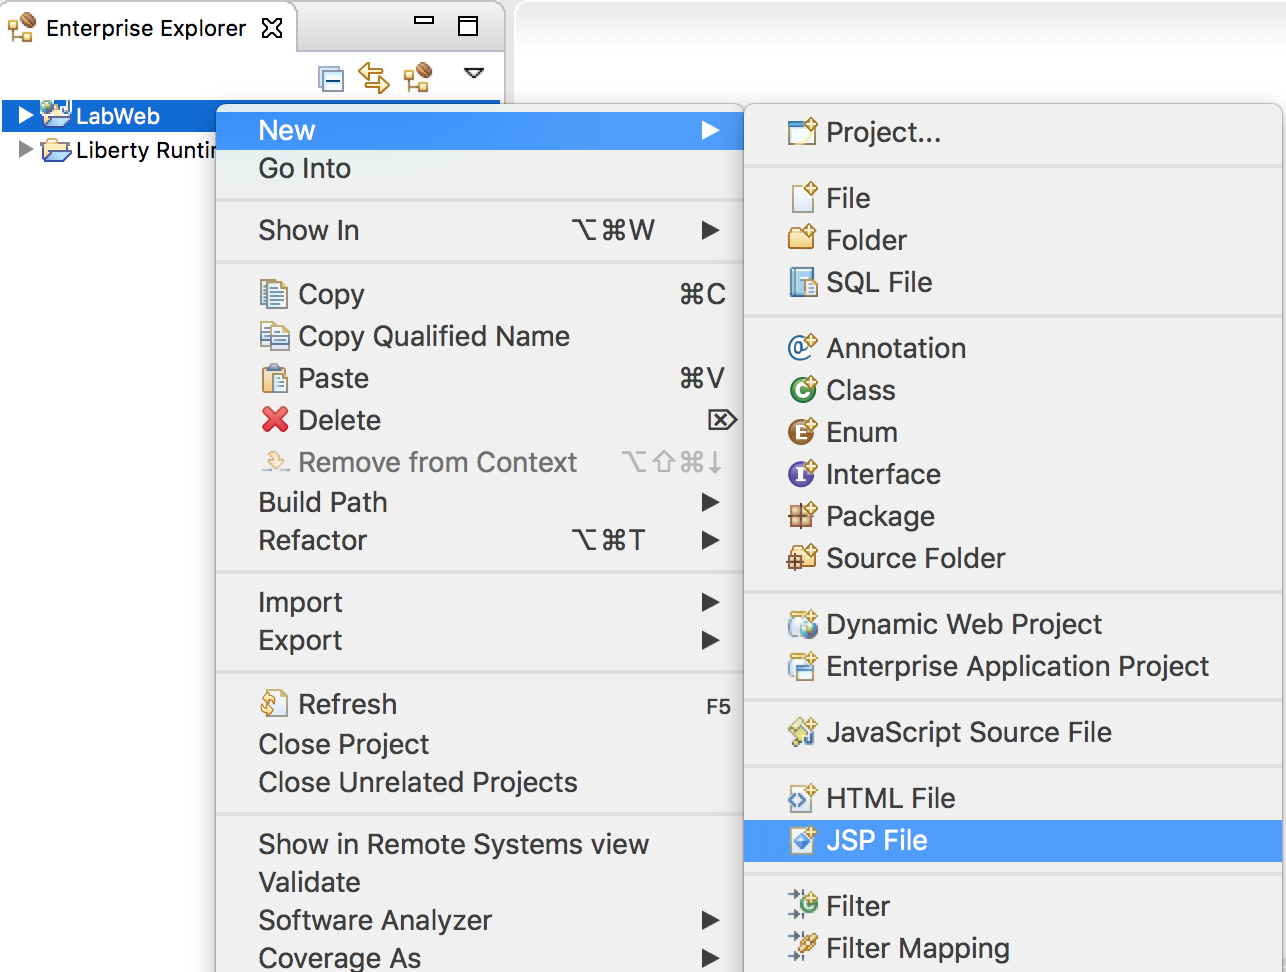 Enterprise Explorer
LabWeb
Liberty Runtin
New
Go Into
Show In ⌥⌘W
Copy ⌘C
Copy Qualified Name
Paste ⌘V
Delete ⌦
Remove from Context ⌥⇧⌘↓
Build Path
Refactor ⌥⌘T
Import
Export
Refresh F5
Close Project
Close Unrelated Projects
Show in Remote Systems view
Validate
Software Analyzer
Coverage As
Project...
File
Folder
SQL File
Annotation
Class
Enum
Interface
Package
Source Folder
Dynamic Web Project
Enterprise Application Project
JavaScript Source File
HTML File
JSP File
Filter
Filter Mapping